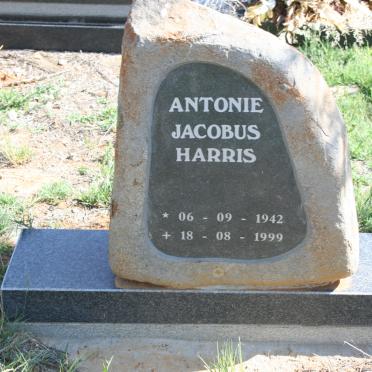 ANTONIE
JACOBUS
HARRIS
* 06 - 09 - 1942
+ 18 - 08 - 1999